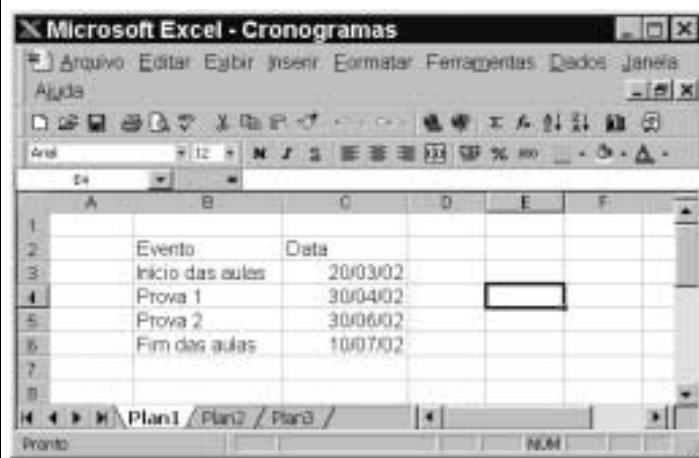 Microsoft Excel - Cronogramas
Arquivo Editar Exibir Inserir Formatar Ferramentas Dados Janela
Ajuda
Arial 12 N I S % 000
E4 =
A B C D E F
1
2 Evento Data
3 Início das aulas 20/03/02
4 Prova 1 30/04/02
5 Prova 2 30/06/02
6 Fim das aulas 10/07/02
7
8
Plan1 Plan2 Plan3
Pronto NUM